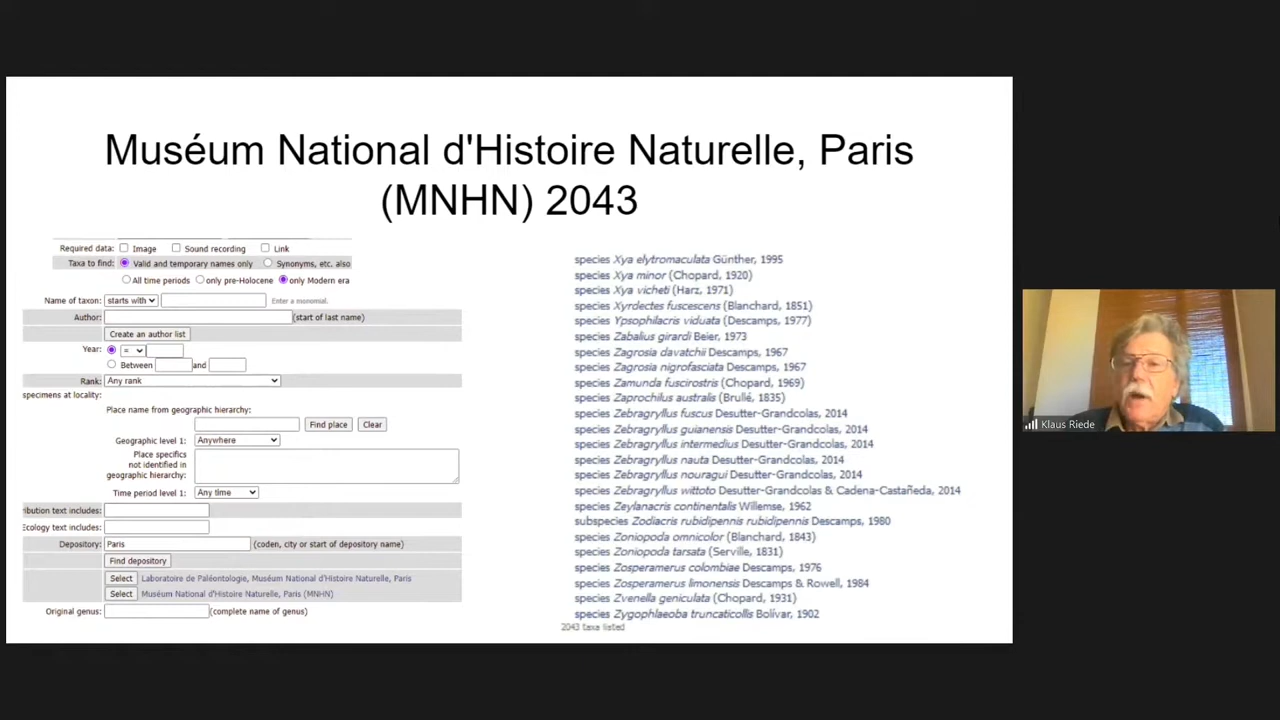 Muséum National d'Histoire Naturelle, Paris
(MNHN) 2043
Required data: Image Sound recording Link
Taxa to find: Valid and temporary names only Synonyms, etc. also
All time periods only pre-Holocene only Modern era
Name of taxon: starts with Enter a monomial.
Author: (start of last name)
Create an author list
Year: =
Between and
Rank: Any rank
specimens at locality:
Place name from geographic hierarchy:
Find place Clear
Geographic level 1: Anywhere
Place specifics
not identified in
geographic hierarchy:
Time period level 1: Any time
ibution text includes:
Ecology text includes:
Depository: Paris (coden, city or start of depository name)
Find depository
Select Laboratoire de Paléontologie, Muséum National d'Histoire Naturelle, Paris
Select Muséum National d'Histoire Naturelle, Paris (MNHN)
Original genus: (complete name of genus)
species Xya elytromaculata Günther, 1995
species Xya minor (Chopard, 1920)
species Xya vicheti (Harz, 1971)
species Xyrdectes fuscescens (Blanchard, 1851)
species Ypsophilacris viduata (Descamps, 1977)
species Zabalius girardi Beier, 1973
species Zagrosia davatchii Descamps, 1967
species Zagrosia nigrofasciata Descamps, 1967
species Zamunda fuscirostris (Chopard, 1969)
species Zaprochilus australis (Brullé, 1835)
species Zebragryllus fuscus Desutter-Grandcolas, 2014
species Zebragryllus guianensis Desutter-Grandcolas, 2014
species Zebragryllus intermedius Desutter-Grandcolas, 2014
species Zebragryllus nauta Desutter-Grandcolas, 2014
species Zebragryllus nouragui Desutter-Grandcolas, 2014
species Zebragryllus wittoto Desutter-Grandcolas & Cadena-Castañeda, 2014
species Zeylanacris continentalis Willemse, 1962
subspecies Zodiacris rubidipennis rubidipennis Descamps, 1980
species Zoniopoda omnicolor (Blanchard, 1843)
species Zoniopoda tarsata (Serville, 1831)
species Zosperamerus colombiae Descamps, 1976
species Zosperamerus limonensis Descamps & Rowell, 1984
species Zvenella geniculata (Chopard, 1931)
species Zygophlaeoba truncaticollis Bolívar, 1902
2043 taxa listed
Klaus Riede